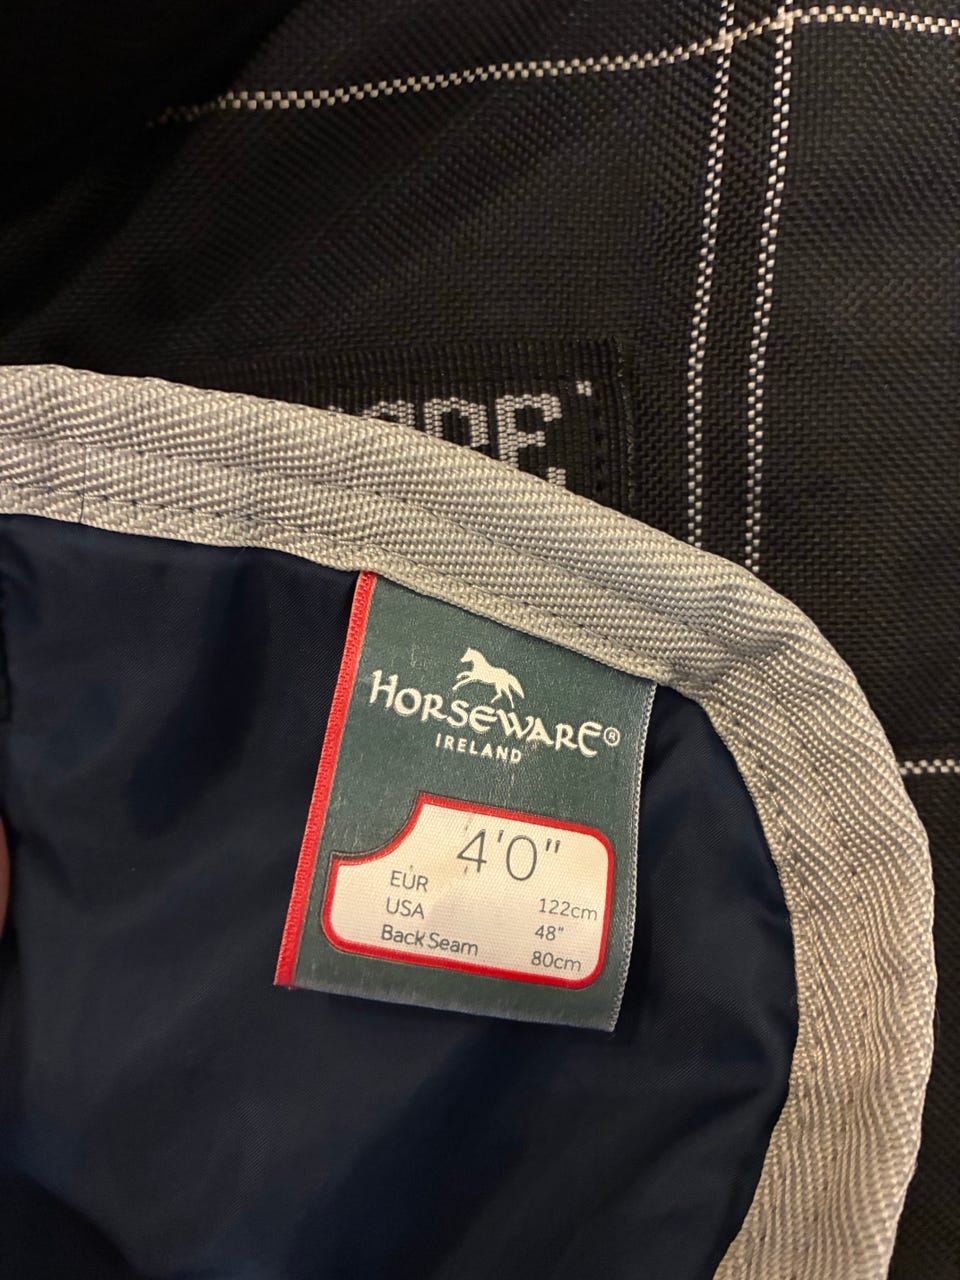 HORSEWARE®
IRELAND
4'0"
EUR 122cm
USA 48"
Back Seam 80cm